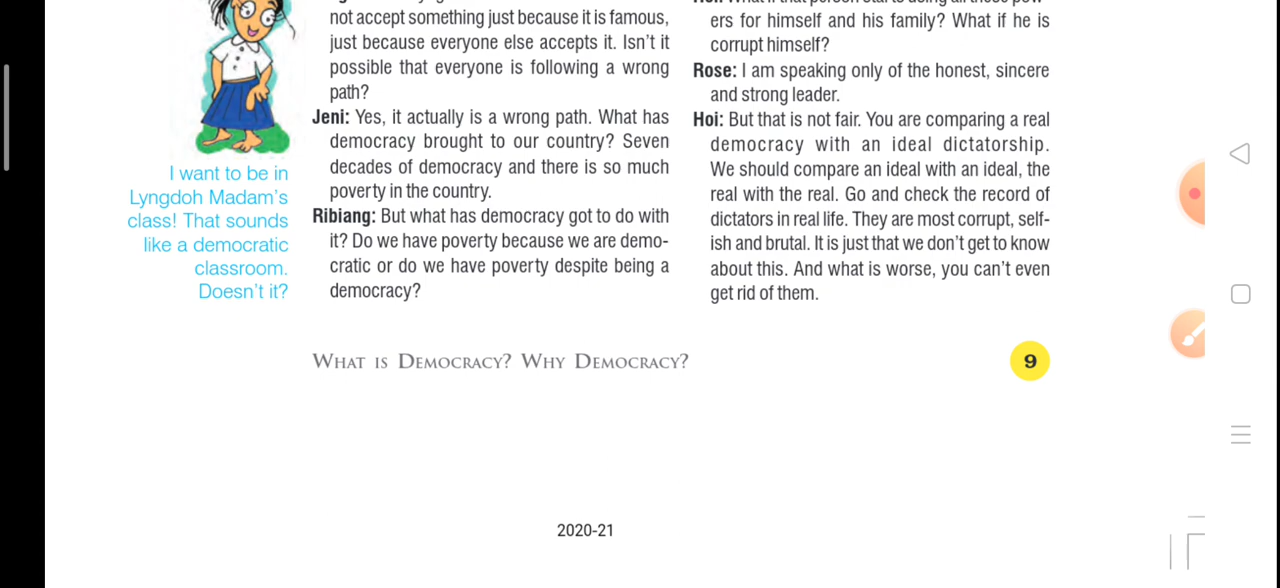 not accept something just because it is famous,
just because everyone else accepts it. Isn't it
possible that everyone is following a wrong
path?
Jeni: Yes, it actually is a wrong path. What has
democracy brought to our country? Seven
decades of democracy and there is so much
poverty in the country.
Ribiang: But what has democracy got to do with
it? Do we have poverty because we are demo-
cratic or do we have poverty despite being a
democracy?
I want to be in
Lyngdoh Madam's
class! That sounds
like a democratic
classroom.
Doesn't it?
ers for himself and his family? What if he is
corrupt himself?
Rose: I am speaking only of the honest, sincere
and strong leader.
Hoi: But that is not fair. You are comparing a real
democracy with an ideal dictatorship.
We should compare an ideal with an ideal, the
real with the real. Go and check the record of
dictators in real life. They are most corrupt, self-
ish and brutal. It is just that we don't get to know
about this. And what is worse, you can't even
get rid of them.
WHAT IS DEMOCRACY? WHY DEMOCRACY?
9
2020-21